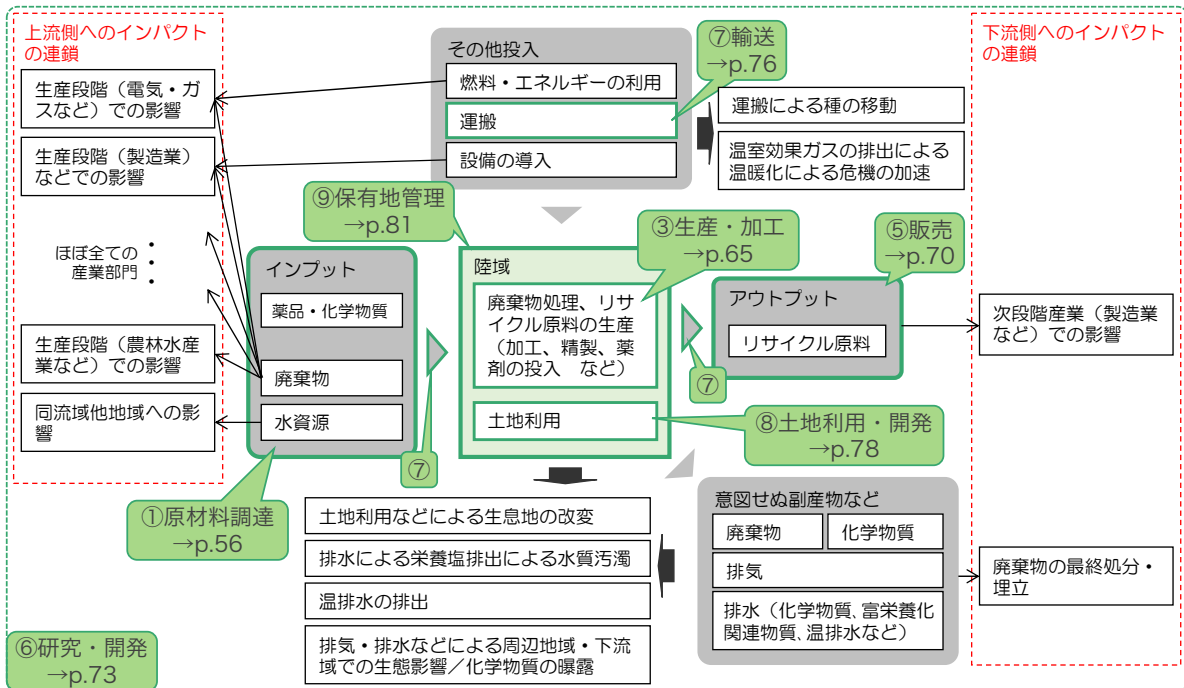 上流側へのインパクト
の連鎖
生産段階（電気・ガ
スなど）での影響
生産段階（製造業）
などでの影響
ほぼ全ての
産業部門
・
・
・
生産段階（農林水産
業など）での影響
同流域他地域への影
響
その他投入
燃料・エネルギーの利用
運搬
設備の導入
⑦輸送
→p.76
運搬による種の移動
温室効果ガスの排出による
温暖化による危機の加速
下流側へのインパクト
の連鎖
⑨保有地管理
→p.81
③生産・加工
→p.65
⑤販売
→p.70
インプット
薬品・化学物質
廃棄物
水資源
⑦
陸域
廃棄物処理、リサ
イクル原料の生産
（加工、精製、薬
剤の投入　など）
土地利用
⑦
アウトプット
リサイクル原料
次段階産業（製造業
など）での影響
⑧土地利用・開発
→p.78
①原材料調達
→p.56
土地利用などによる生息地の改変
排水による栄養塩排出による水質汚濁
温排水の排出
排気・排水などによる周辺地域・下流
域での生態影響／化学物質の曝露
意図せぬ副産物など
廃棄物
化学物質
排気
排水（化学物質、富栄養化
関連物質、温排水など）
廃棄物の最終処分・
埋立
⑥研究・開発
→p.73